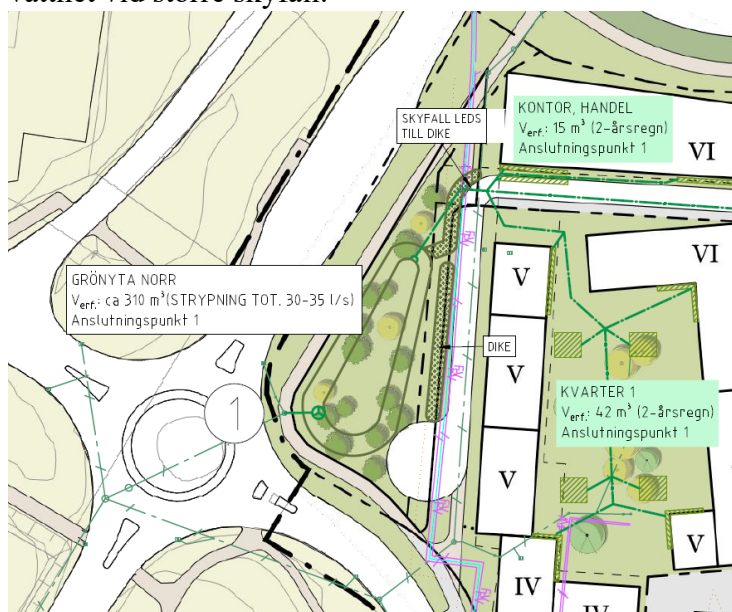 vattnet vid större skyfall.
SKYFALL LEDS
TILL DIKE
KONTOR, HANDEL
Verf.: 15 m³ (2-årsregn)
Anslutningspunkt 1
VI
VI
GRÖNYTA NORR
Verf.: ca 310 m³(STRYPNING TOT. 30-35 l/s)
Anslutningspunkt 1
V
V
DIKE
1
KVARTER 1
Verf.: 42 m³ (2-årsregn)
Anslutningspunkt 1
V
V
IV
IV